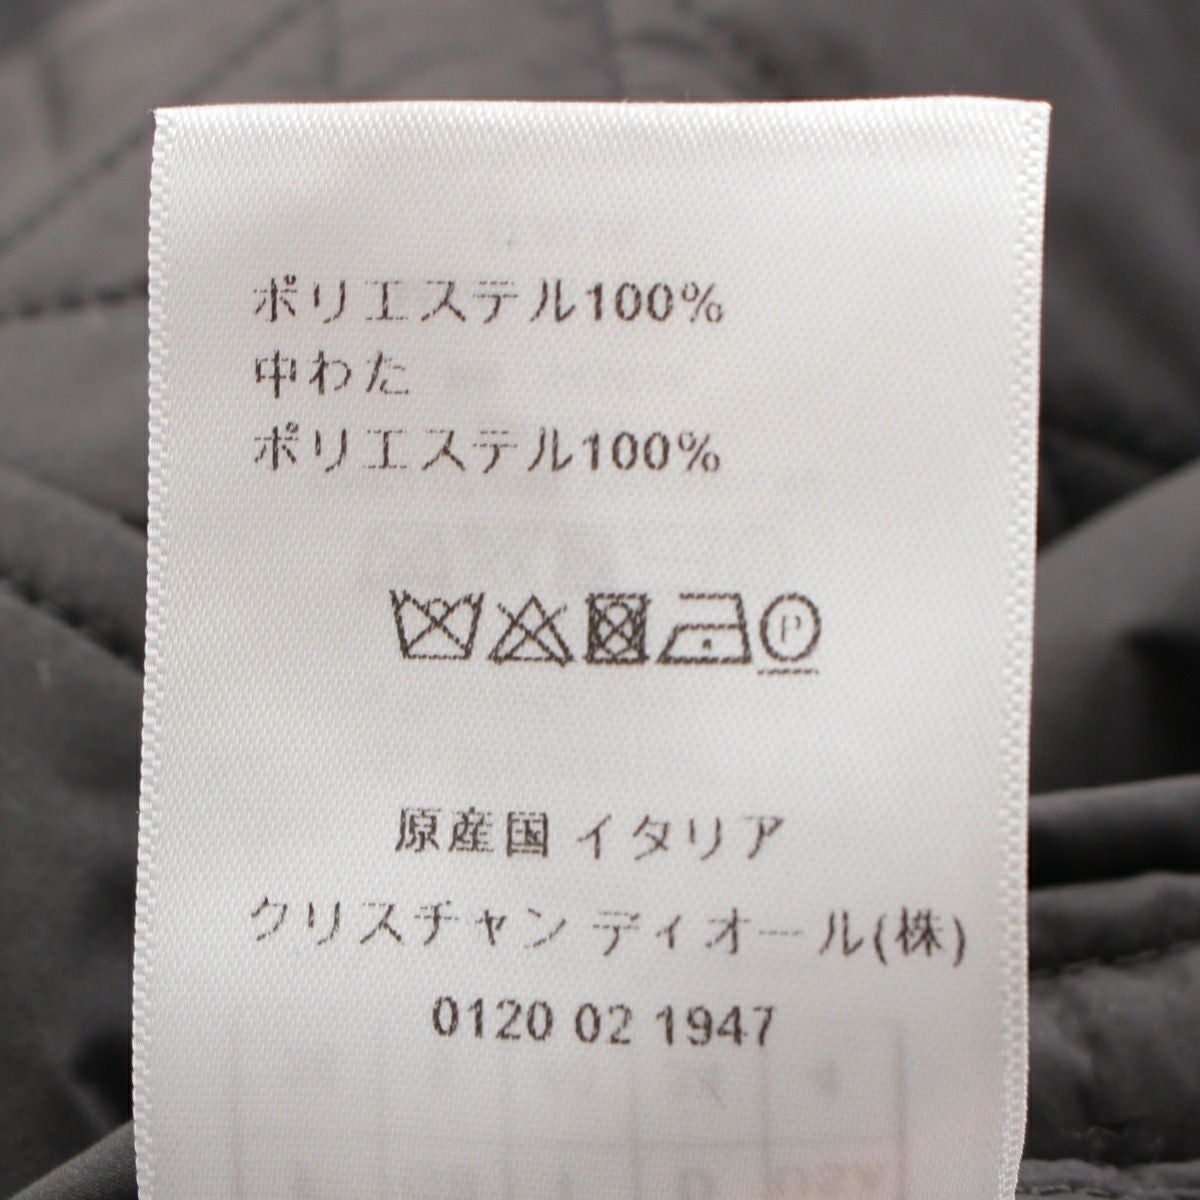 ポリエステル100%
中わた
ポリエステル100%
P
原産国 イタリア
クリスチャン ディオール(株)
0120 02 1947